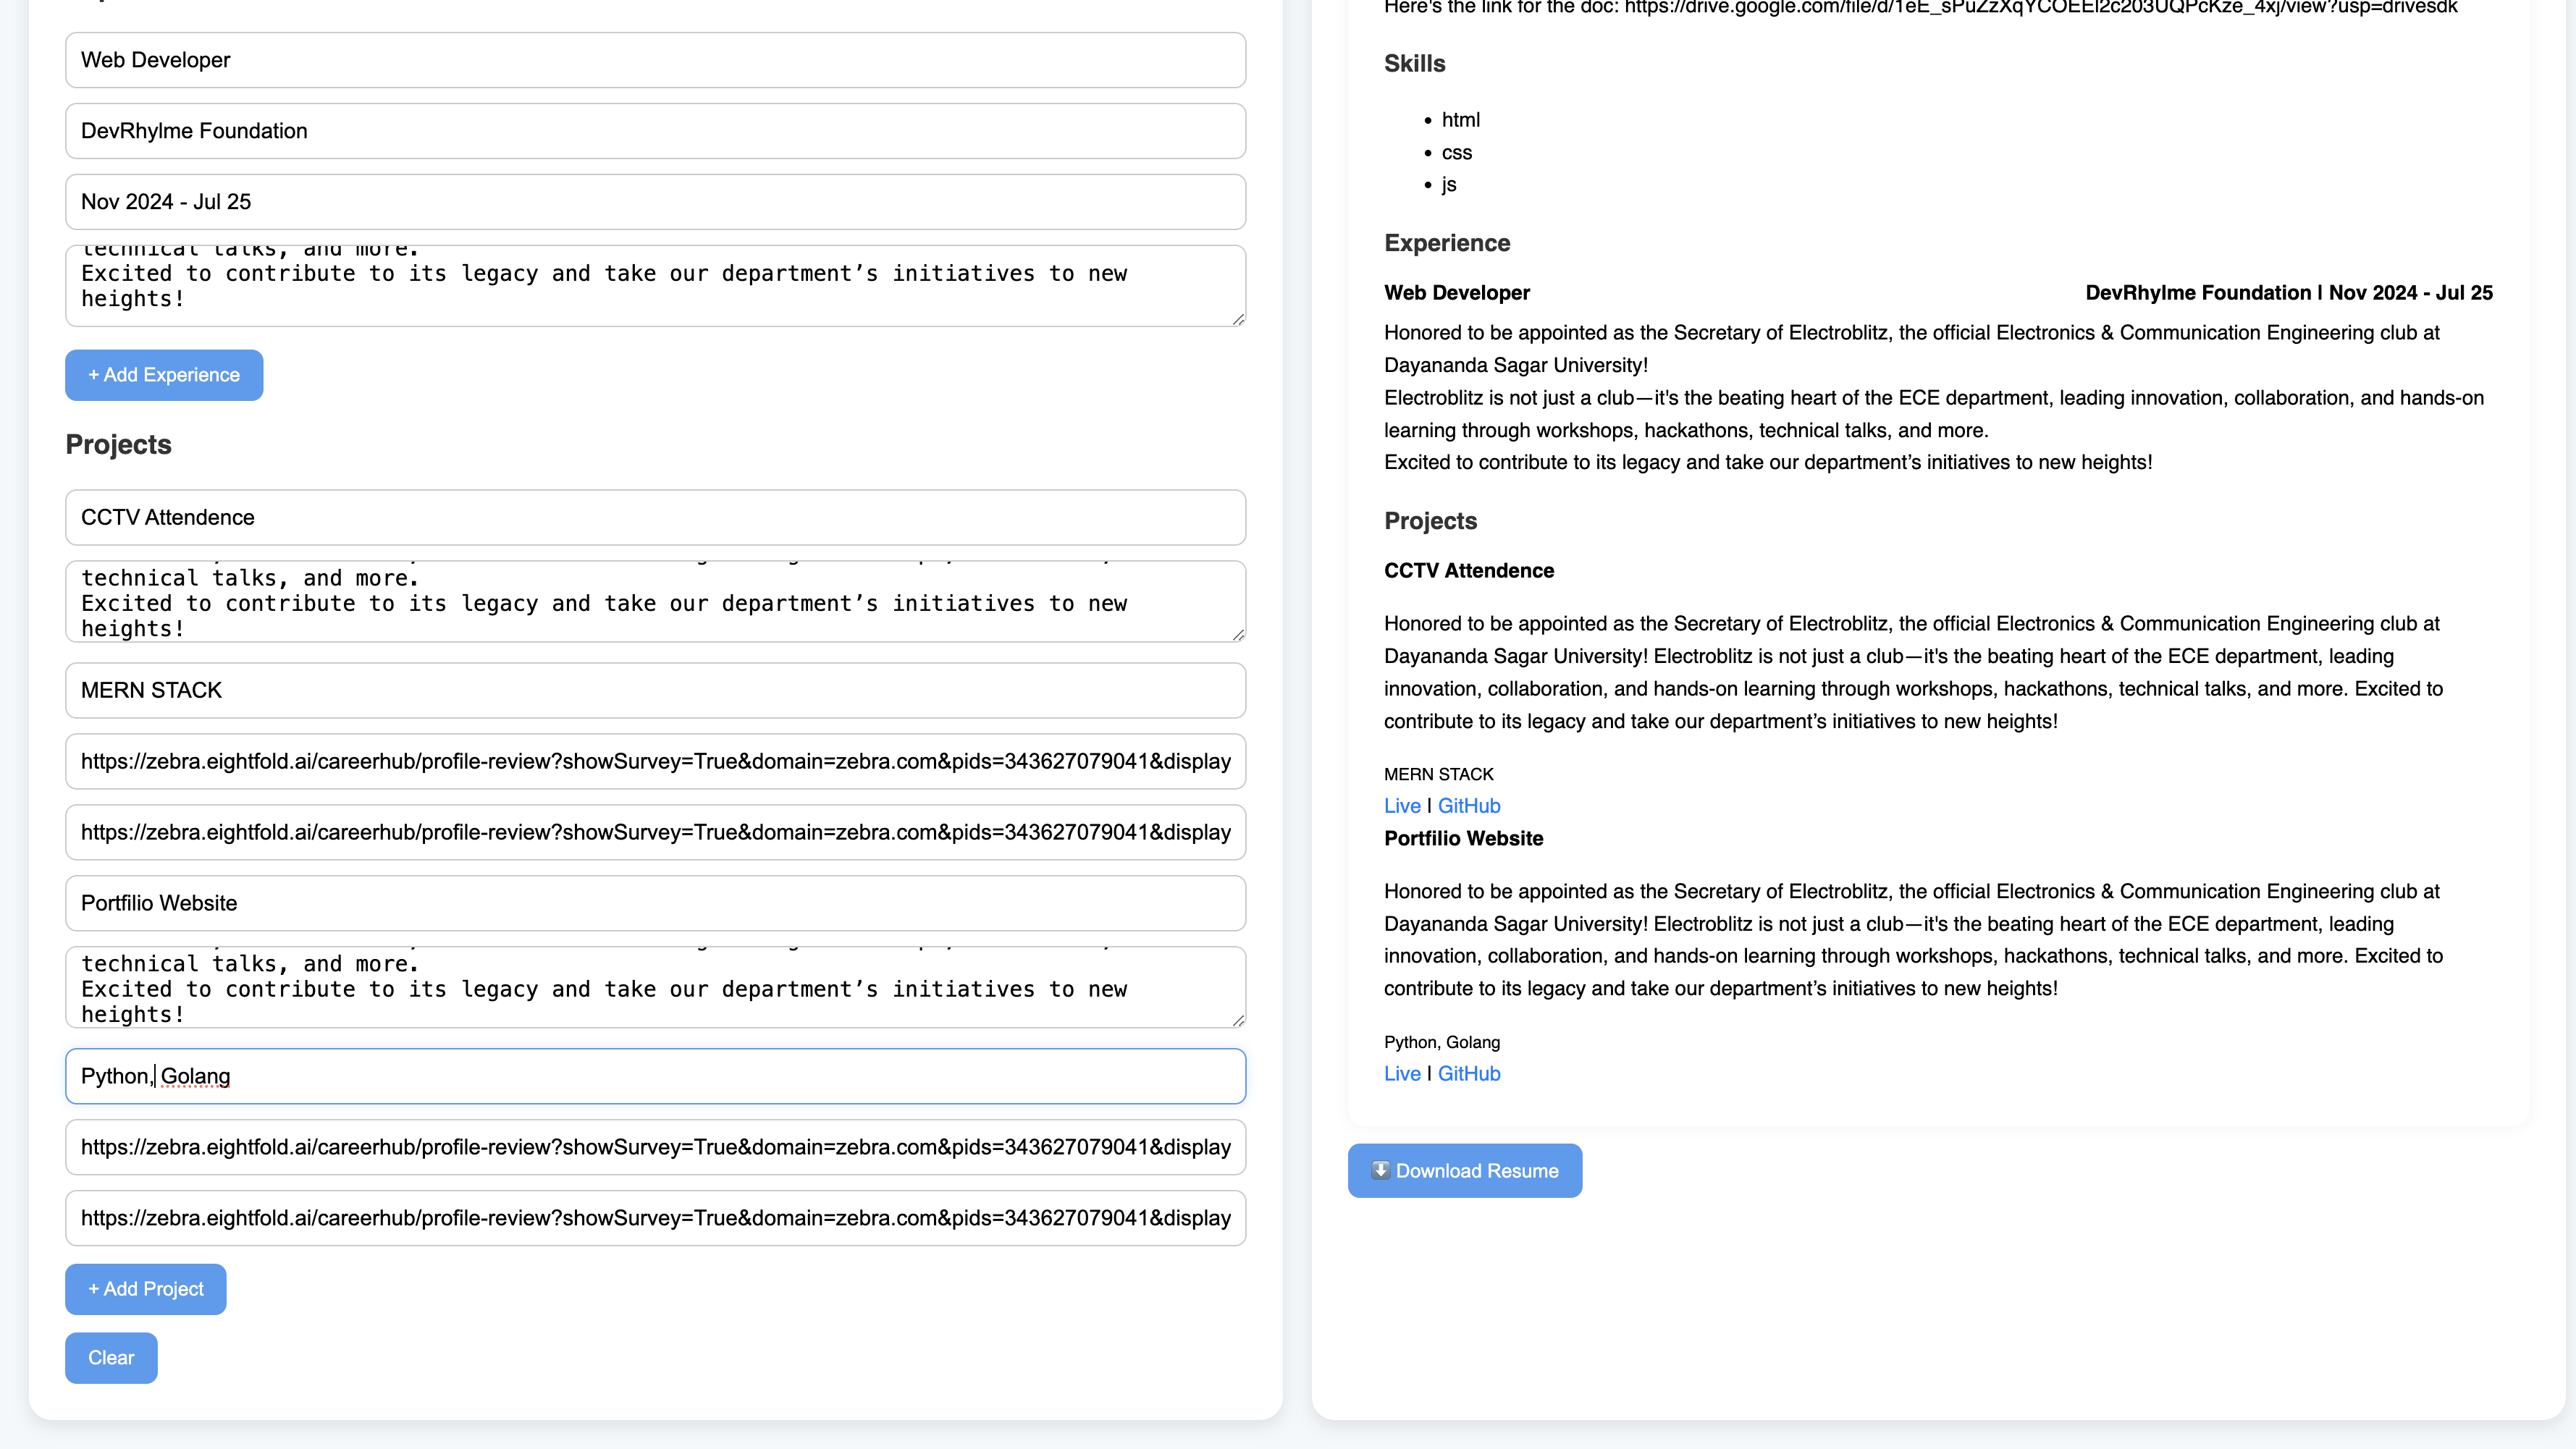 Web Developer
DevRhylme Foundation
Nov 2024 - Jul 25
technical talks, and more.
Excited to contribute to its legacy and take our department’s initiatives to new
heights!
+ Add Experience
Projects
CCTV Attendence
technical talks, and more.
Excited to contribute to its legacy and take our department’s initiatives to new
heights!
MERN STACK
https://zebra.eightfold.ai/careerhub/profile-review?showSurvey=True&domain=zebra.com&pids=343627079041&display
https://zebra.eightfold.ai/careerhub/profile-review?showSurvey=True&domain=zebra.com&pids=343627079041&display
Portfilio Website
technical talks, and more.
Excited to contribute to its legacy and take our department’s initiatives to new
heights!
Python, Golang
https://zebra.eightfold.ai/careerhub/profile-review?showSurvey=True&domain=zebra.com&pids=343627079041&display
https://zebra.eightfold.ai/careerhub/profile-review?showSurvey=True&domain=zebra.com&pids=343627079041&display
+ Add Project
Clear
Here's the link for the doc:
Skills
• html
• css
• js
Experience
Web Developer DevRhylme Foundation | Nov 2024 - Jul 25
Honored to be appointed as the Secretary of Electroblitz, the official Electronics & Communication Engineering club at
Dayananda Sagar University!
Electroblitz is not just a club—it's the beating heart of the ECE department, leading innovation, collaboration, and hands-on
learning through workshops, hackathons, technical talks, and more.
Excited to contribute to its legacy and take our department’s initiatives to new heights!
Projects
CCTV Attendence
Honored to be appointed as the Secretary of Electroblitz, the official Electronics & Communication Engineering club at
Dayananda Sagar University! Electroblitz is not just a club—it's the beating heart of the ECE department, leading
innovation, collaboration, and hands-on learning through workshops, hackathons, technical talks, and more. Excited to
contribute to its legacy and take our department’s initiatives to new heights!
MERN STACK
Live | GitHub
Portfilio Website
Honored to be appointed as the Secretary of Electroblitz, the official Electronics & Communication Engineering club at
Dayananda Sagar University! Electroblitz is not just a club—it's the beating heart of the ECE department, leading
innovation, collaboration, and hands-on learning through workshops, hackathons, technical talks, and more. Excited to
contribute to its legacy and take our department’s initiatives to new heights!
Python, Golang
Live | GitHub
⬇️ Download Resume